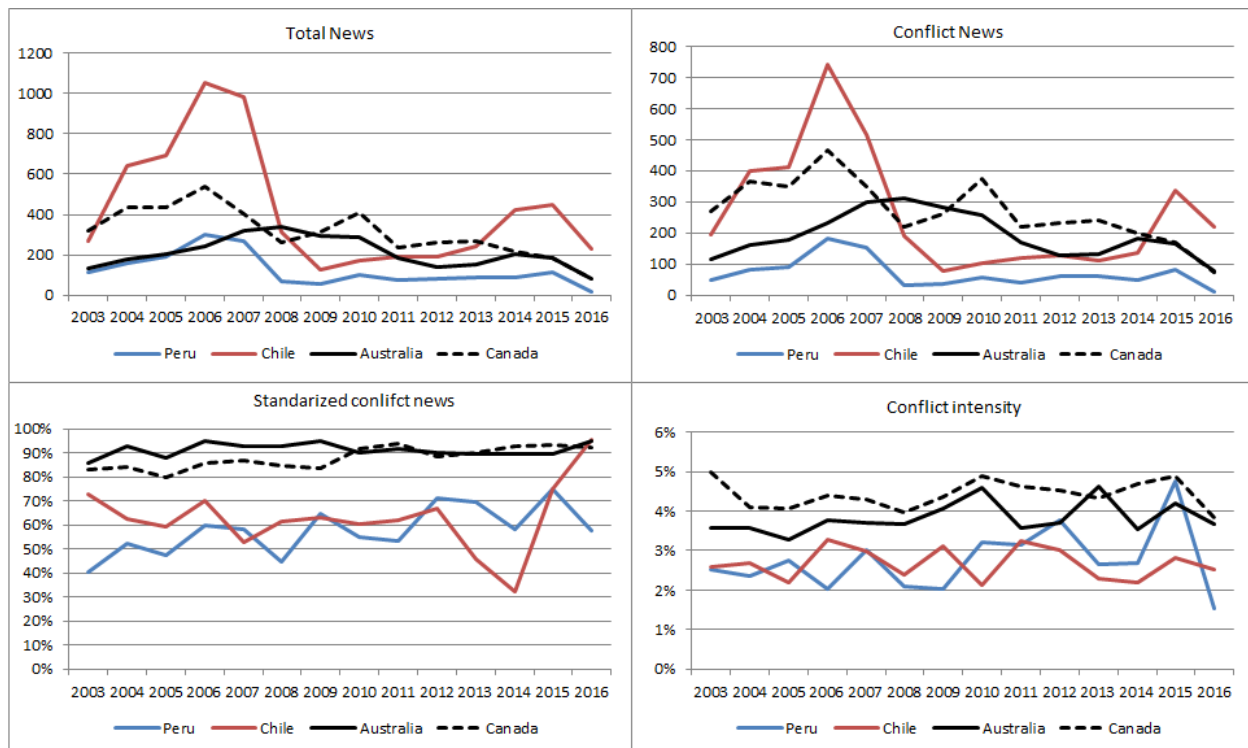 Total News
1200
1000
800
600
400
200
0
2003 2004 2005 2006 2007 2008 2009 2010 2011 2012 2013 2014 2015 2016
Peru Chile Australia Canada
Conflict News
800
700
600
500
400
300
200
100
0
2003 2004 2005 2006 2007 2008 2009 2010 2011 2012 2013 2014 2015 2016
Peru Chile Australia Canada
Standarized conlifct news
100%
90%
80%
70%
60%
50%
40%
30%
20%
10%
0%
2003 2004 2005 2006 2007 2008 2009 2010 2011 2012 2013 2014 2015 2016
Peru Chile Australia Canada
Conflict intensity
6%
5%
4%
3%
2%
1%
0%
2003 2004 2005 2006 2007 2008 2009 2010 2011 2012 2013 2014 2015 2016
Peru Chile Australia Canada